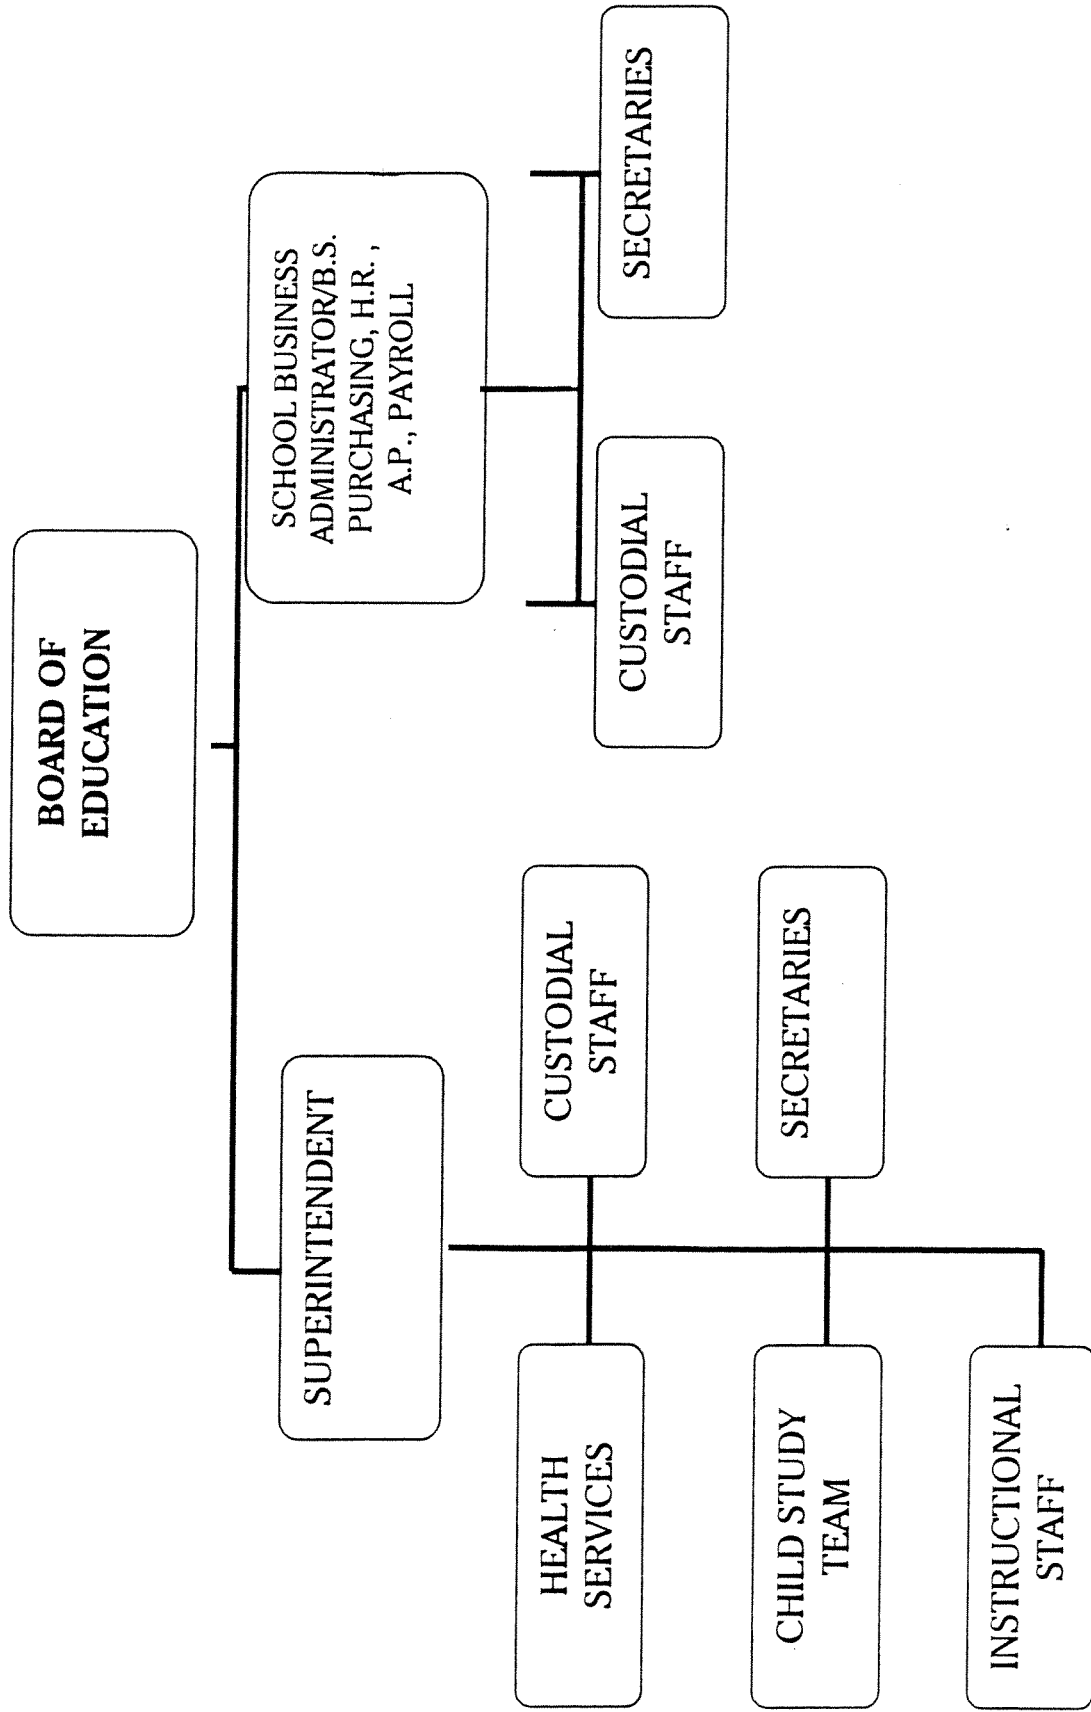 BOARD OF
EDUCATION
SUPERINTENDENT
SCHOOL BUSINESS
ADMINISTRATOR/B.S.
PURCHASING, H.R. ,
A.P., PAYROLL
HEALTH
SERVICES
CUSTODIAL
STAFF
CHILD STUDY
TEAM
SECRETARIES
INSTRUCTIONAL
STAFF
CUSTODIAL
STAFF
SECRETARIES